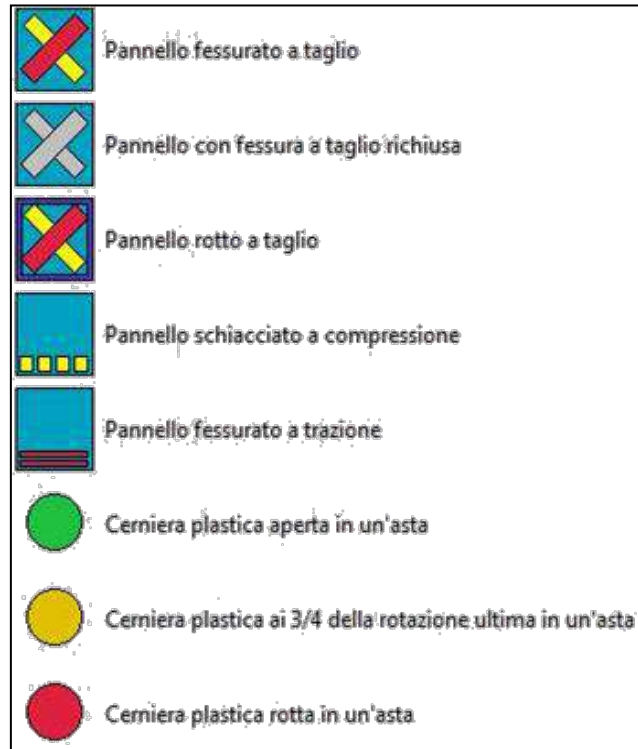 Pannello fessurato a taglio
Pannello con fessura a taglio richiusa
Pannello rotto a taglio
Pannello schiacciato a compressione
Pannello fessurato a trazione
Cerniera plastica aperta in un'asta
Cerniera plastica ai 3/4 della rotazione ultima in un'asta
Cerniera plastica rotta in un'asta